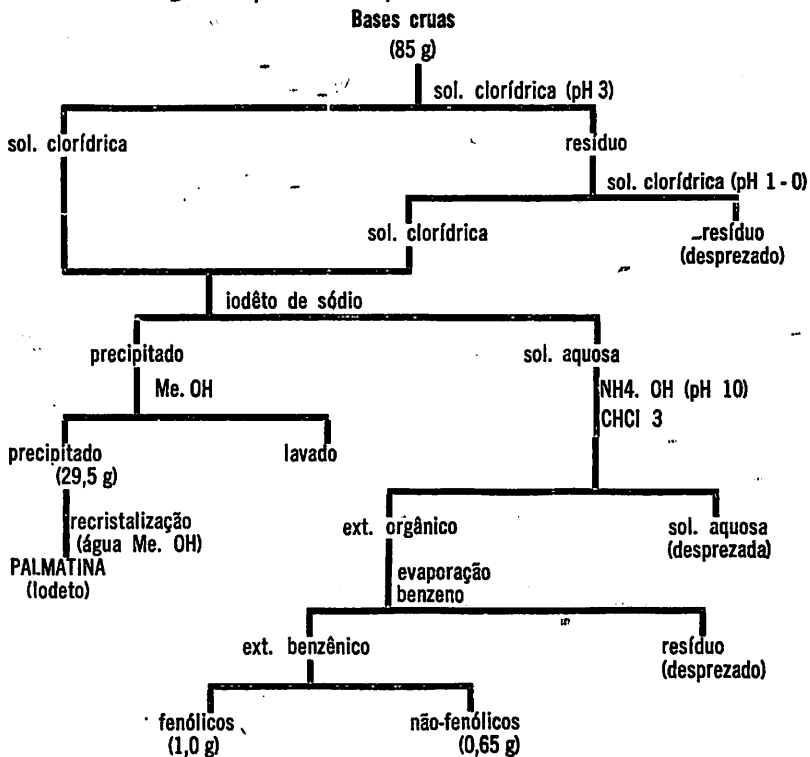 Bases cruas
(85 g)
sol. clorídrica (pH 3)
sol. clorídrica
resíduo
sol. clorídrica (pH 1 - 0)
sol. clorídrica
resíduo
(desprezado)
iodêto de sódio
precipitado
sol. aquosa
Me. OH
NH4. OH (pH 10)
CHCl 3
precipitado
(29,5 g)
lavado
recristalização
(água Me. OH)
PALMATINA
(Iodeto)
ext. orgânico
sol. aquosa
(desprezada)
evaporação
benzeno
ext. benzênico
resíduo
(desprezado)
fenólicos
(1,0 g)
não-fenólicos
(0,65 g)